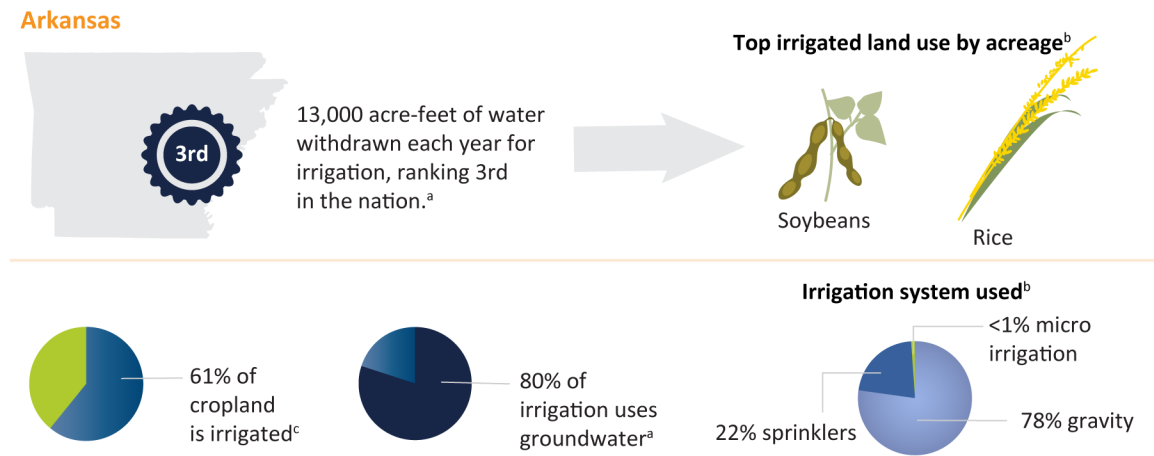 Arkansas
3rd
13,000 acre-feet of water
withdrawn each year for
irrigation, ranking 3rd
in the nation.ᵃ
Top irrigated land use by acreageᵇ
Soybeans
Rice
61% of
cropland
is irrigatedᶜ
80% of
irrigation uses
groundwaterᵃ
Irrigation system usedᵇ
<1% micro
irrigation
22% sprinklers
78% gravity